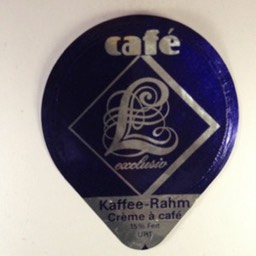 café
L
exclusiv
Kaffee-Rahm
Crème à café
15% Fett
UHT